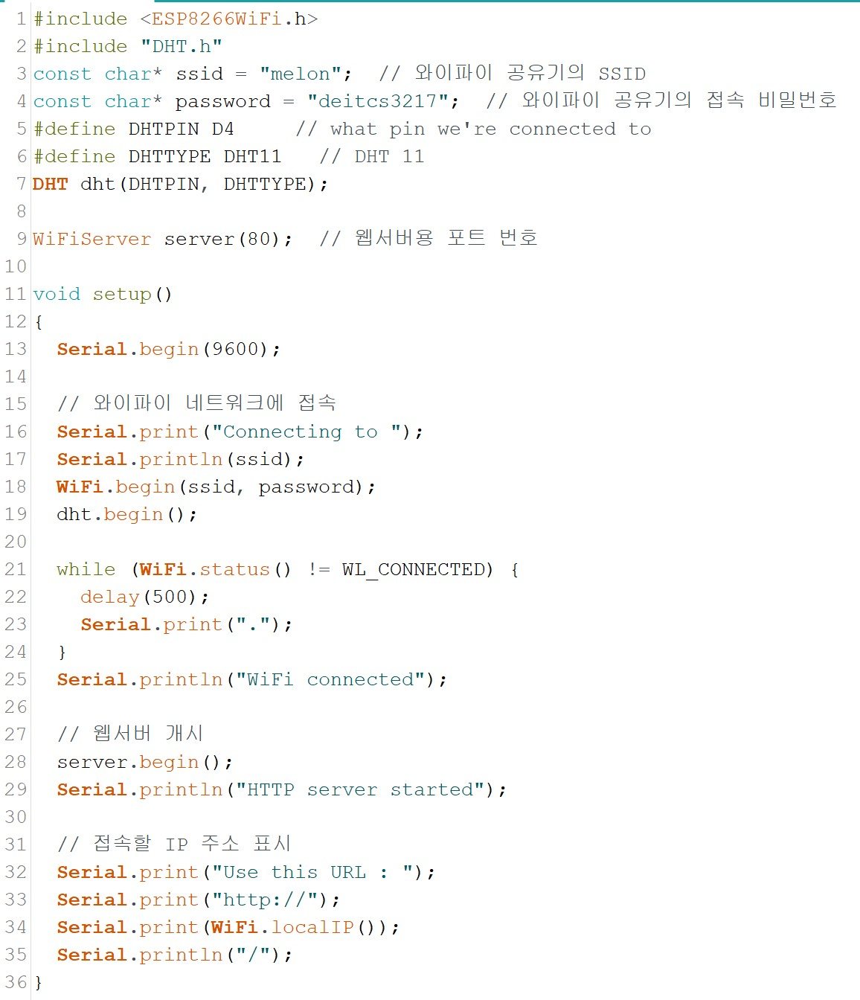 1 #include <ESP8266WiFi.h>
2 #include "DHT.h"
3 const char* ssid = "melon";  // 와이파이 공유기의 SSID
4 const char* password = "deitcs3217";  // 와이파이 공유기의 접속 비밀번호
5 #define DHTPIN D4     // what pin we're connected to
6 #define DHTTYPE DHT11   // DHT 11
7 DHT dht(DHTPIN, DHTTYPE);
8
9 WiFiServer server(80);  // 웹서버용 포트 번호
10
11 void setup()
12 {
13   Serial.begin(9600);
14
15   // 와이파이 네트워크에 접속
16   Serial.print("Connecting to ");
17   Serial.println(ssid);
18   WiFi.begin(ssid, password);
19   dht.begin();
20
21   while (WiFi.status() != WL_CONNECTED) {
22     delay(500);
23     Serial.print(".");
24   }
25   Serial.println("WiFi connected");
26
27   // 웹서버 개시
28   server.begin();
29   Serial.println("HTTP server started");
30
31   // 접속할 IP 주소 표시
32   Serial.print("Use this URL : ");
33   Serial.print("http://");
34   Serial.print(WiFi.localIP());
35   Serial.println("/");
36 }